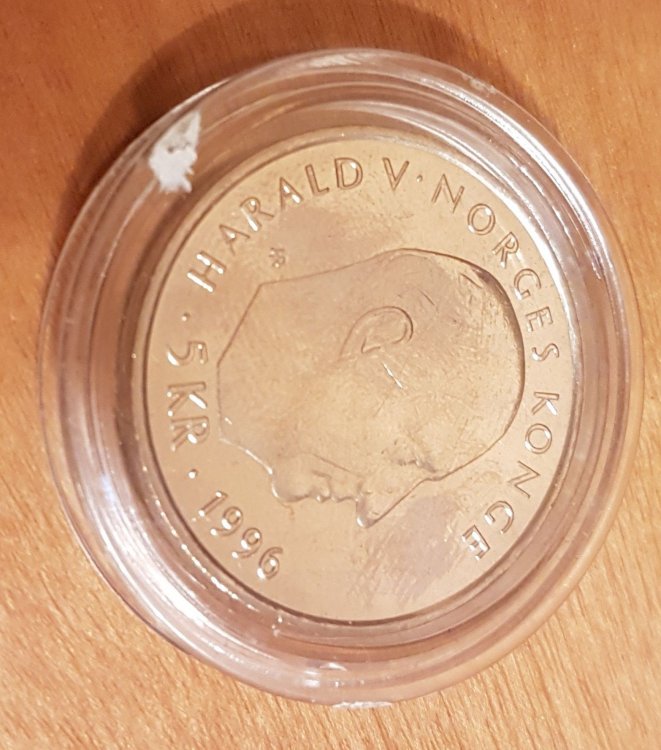 HARALD V · NORGES KONGE
· 5 KR · 1996